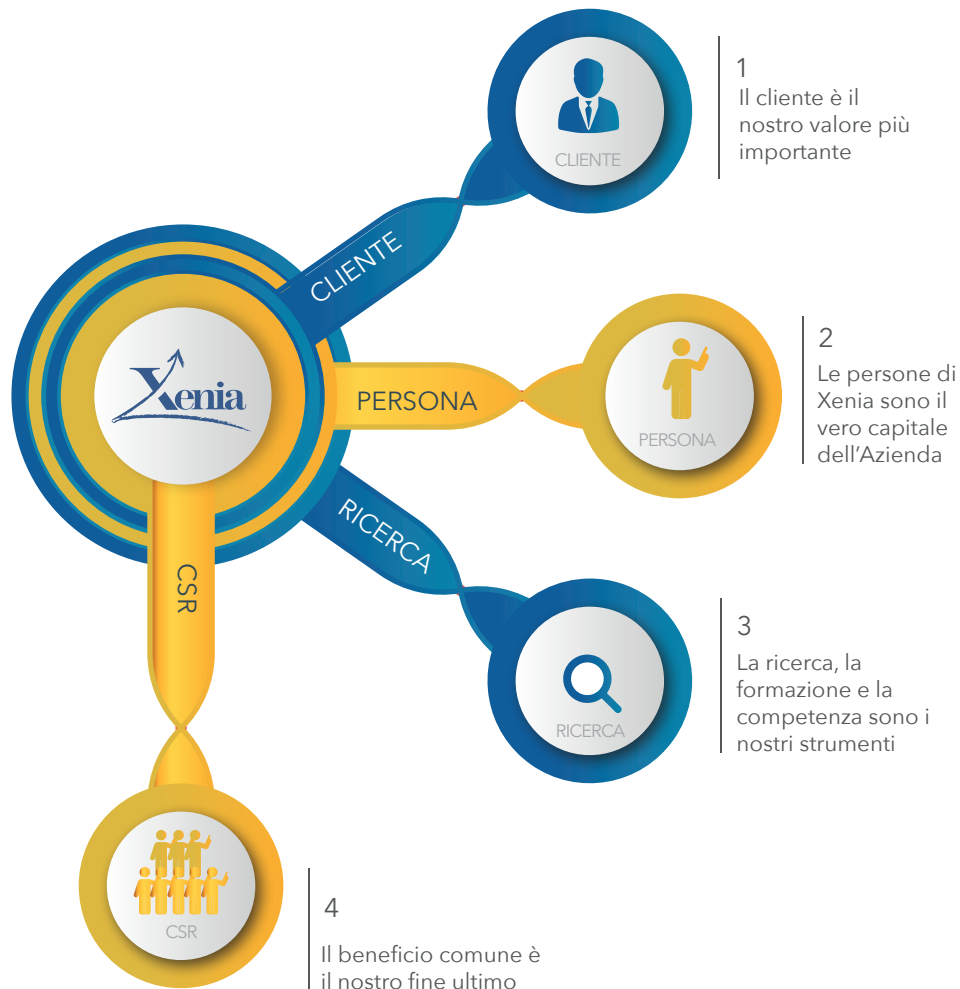 1
Il cliente è il
nostro valore più
importante
CLIENTE
CLIENTE
Xenia
2
Le persone di
Xenia sono il
vero capitale
dell'Azienda
PERSONA
PERSONA
RICERCA
3
La ricerca, la
formazione e la
competenza sono i
nostri strumenti
RICERCA
CSR
CSR
4
Il beneficio comune è
il nostro fine ultimo